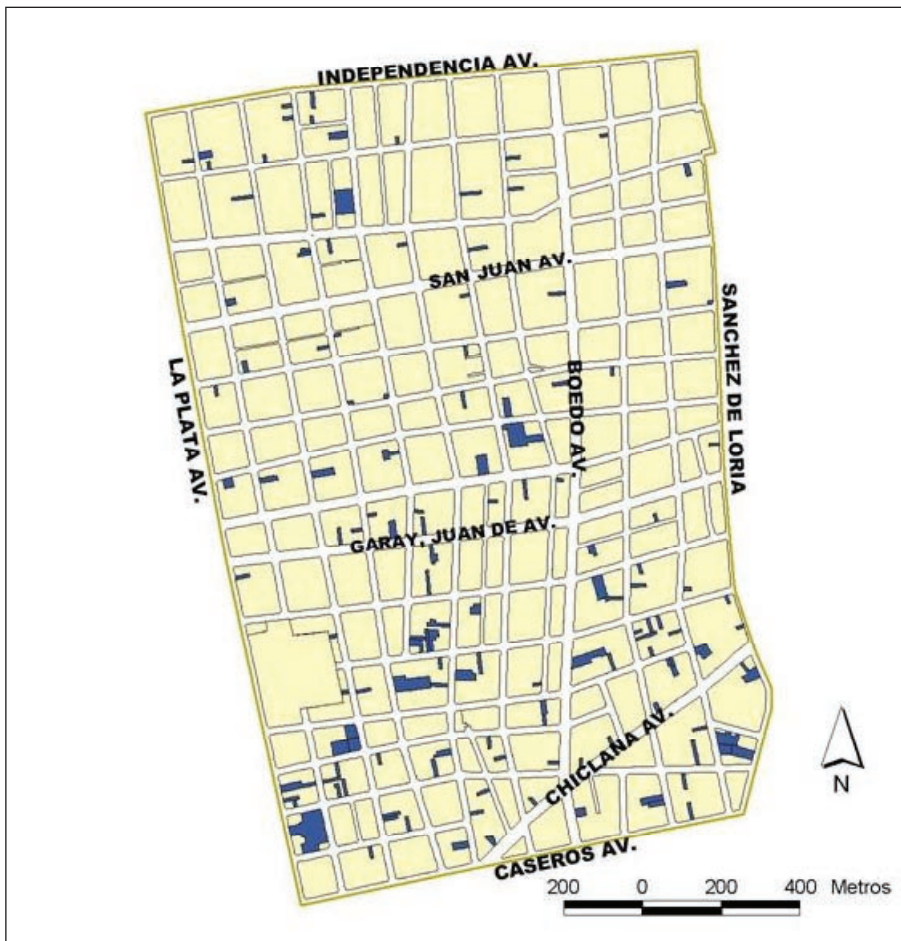 INDEPENDENCIA AV.
SAN JUAN AV.
SANCHEZ DE LORIA
LA PLATA AV.
BOEDO AV.
GARAY, JUAN DE AV.
CHICLANA AV.
N
CASEROS AV.
200 0 200 400 Metros